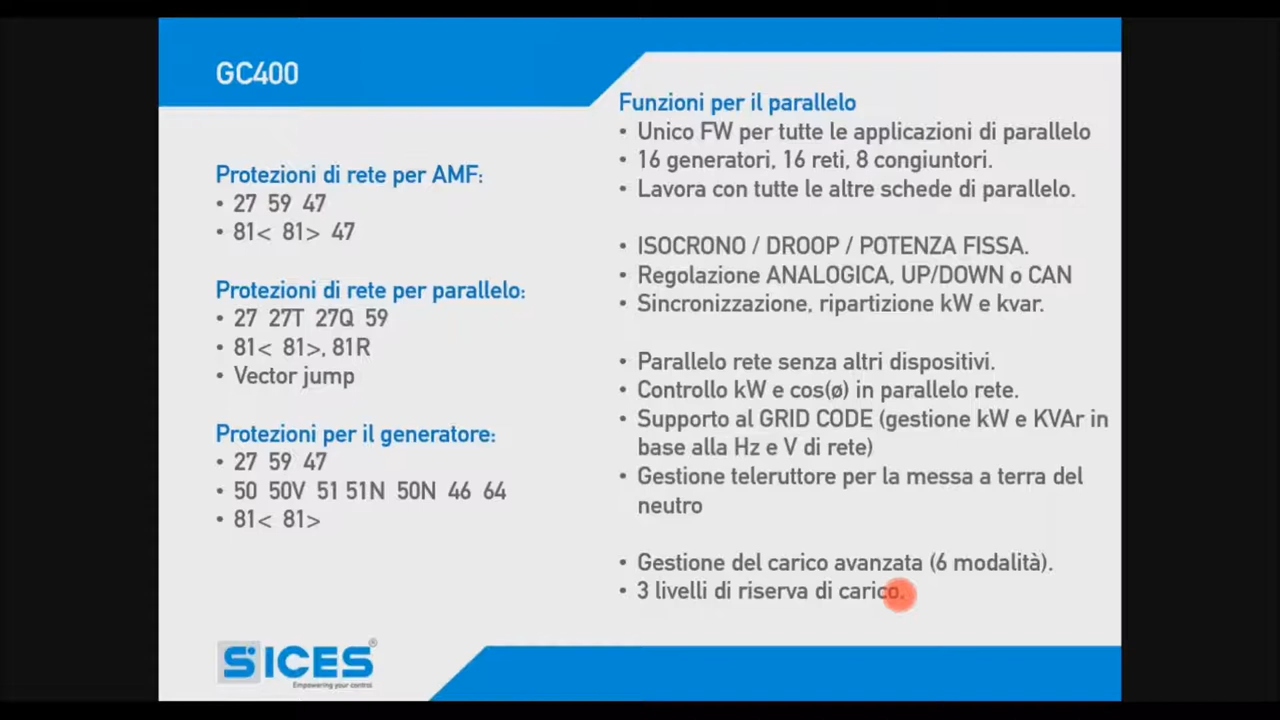 GC400
Protezioni di rete per AMF:
• 27 59 47
• 81< 81> 47
Protezioni di rete per parallelo:
• 27 27T 27Q 59
• 81< 81>, 81R
• Vector jump
Protezioni per il generatore:
• 27 59 47
• 50 50V 51 51N 50N 46 64
• 81< 81>
Funzioni per il parallelo
• Unico FW per tutte le applicazioni di parallelo
• 16 generatori, 16 reti, 8 congiuntori.
• Lavora con tutte le altre schede di parallelo.
• ISOCRONO / DROOP / POTENZA FISSA.
• Regolazione ANALOGICA, UP/DOWN o CAN
• Sincronizzazione, ripartizione kW e kvar.
• Parallelo rete senza altri dispositivi.
• Controllo kW e cos(ø) in parallelo rete.
• Supporto al GRID CODE (gestione kW e KVAr in
base alla Hz e V di rete)
• Gestione teleruttore per la messa a terra del
neutro
• Gestione del carico avanzata (6 modalità).
• 3 livelli di riserva di carico.
SICES®
Empowering your control